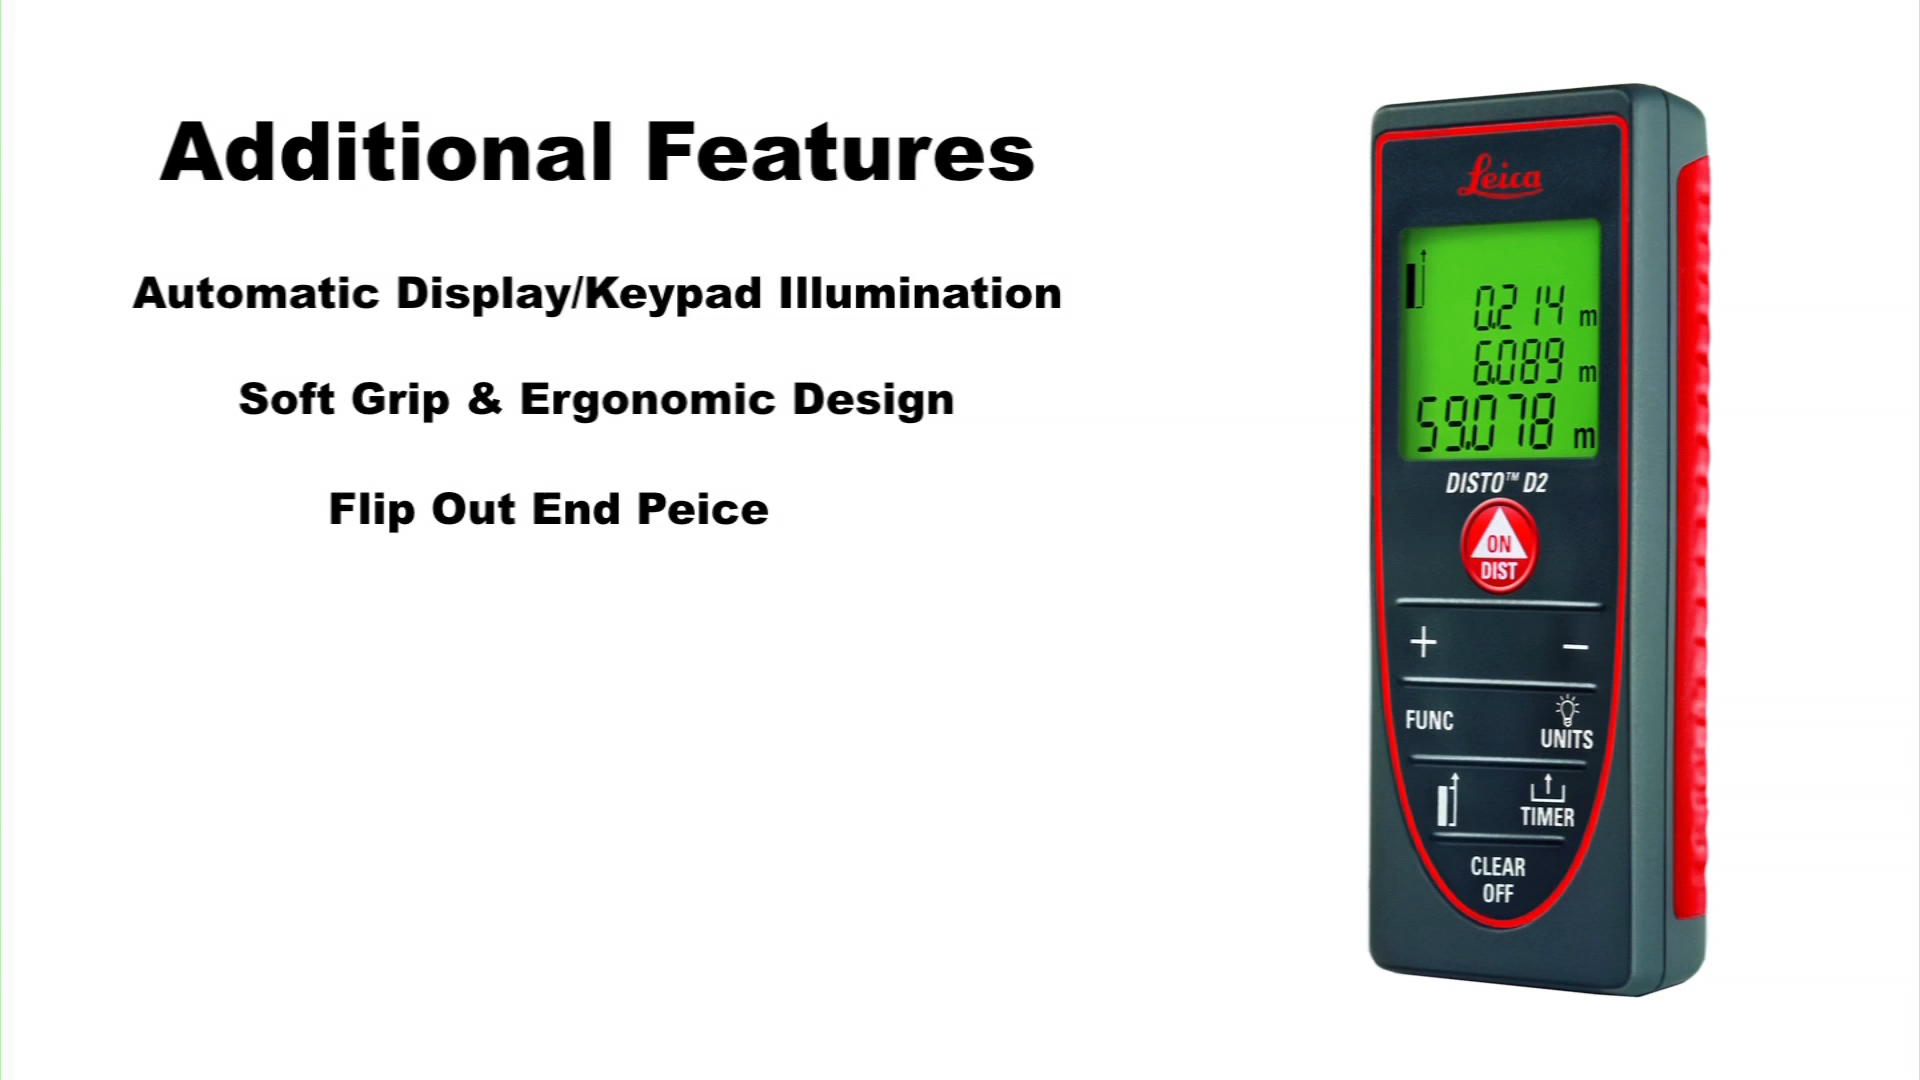 Additional Features
Automatic Display/Keypad Illumination
Soft Grip & Ergonomic Design
Flip Out End Peice
Leica
0.214 m
6.089 m
59.078 m
DISTO™ D2
ON
DIST
+ −
FUNC UNITS
TIMER
CLEAR
OFF